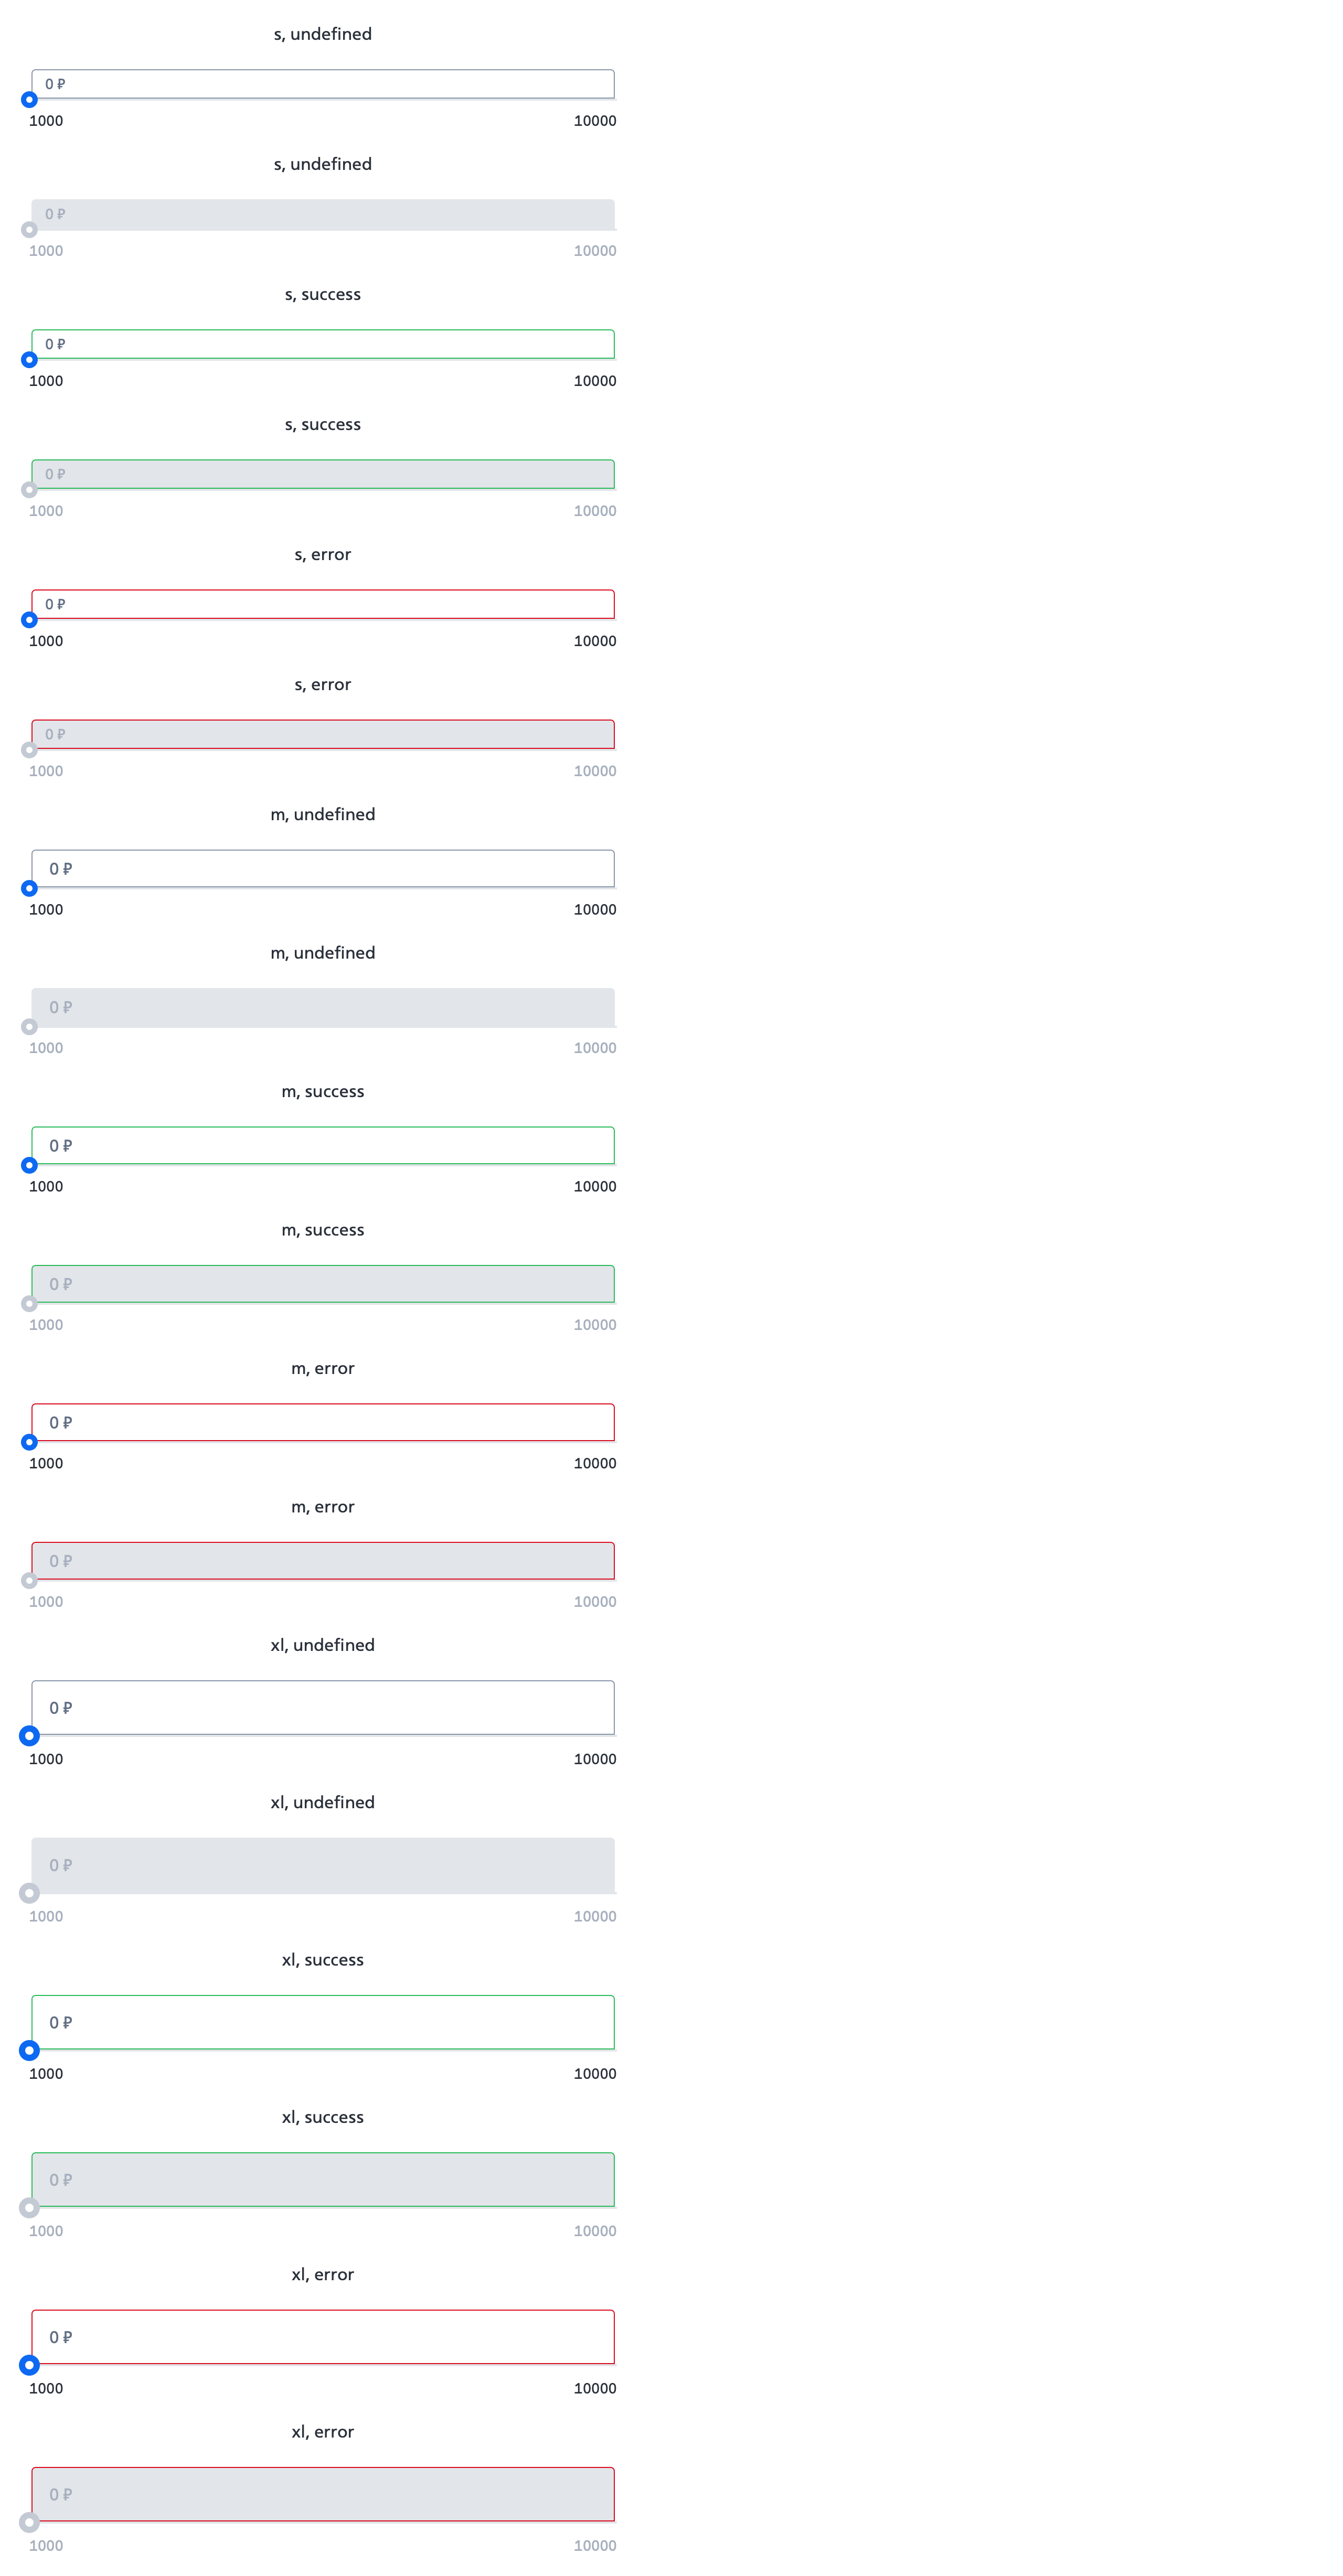 s, undefined
0 ₽
1000 10000
s, undefined
0 ₽
1000 10000
s, success
0 ₽
1000 10000
s, success
0 ₽
1000 10000
s, error
0 ₽
1000 10000
s, error
0 ₽
1000 10000
m, undefined
0 ₽
1000 10000
m, undefined
0 ₽
1000 10000
m, success
0 ₽
1000 10000
m, success
0 ₽
1000 10000
m, error
0 ₽
1000 10000
m, error
0 ₽
1000 10000
xl, undefined
0 ₽
1000 10000
xl, undefined
0 ₽
1000 10000
xl, success
0 ₽
1000 10000
xl, success
0 ₽
1000 10000
xl, error
0 ₽
1000 10000
xl, error
0 ₽
1000 10000